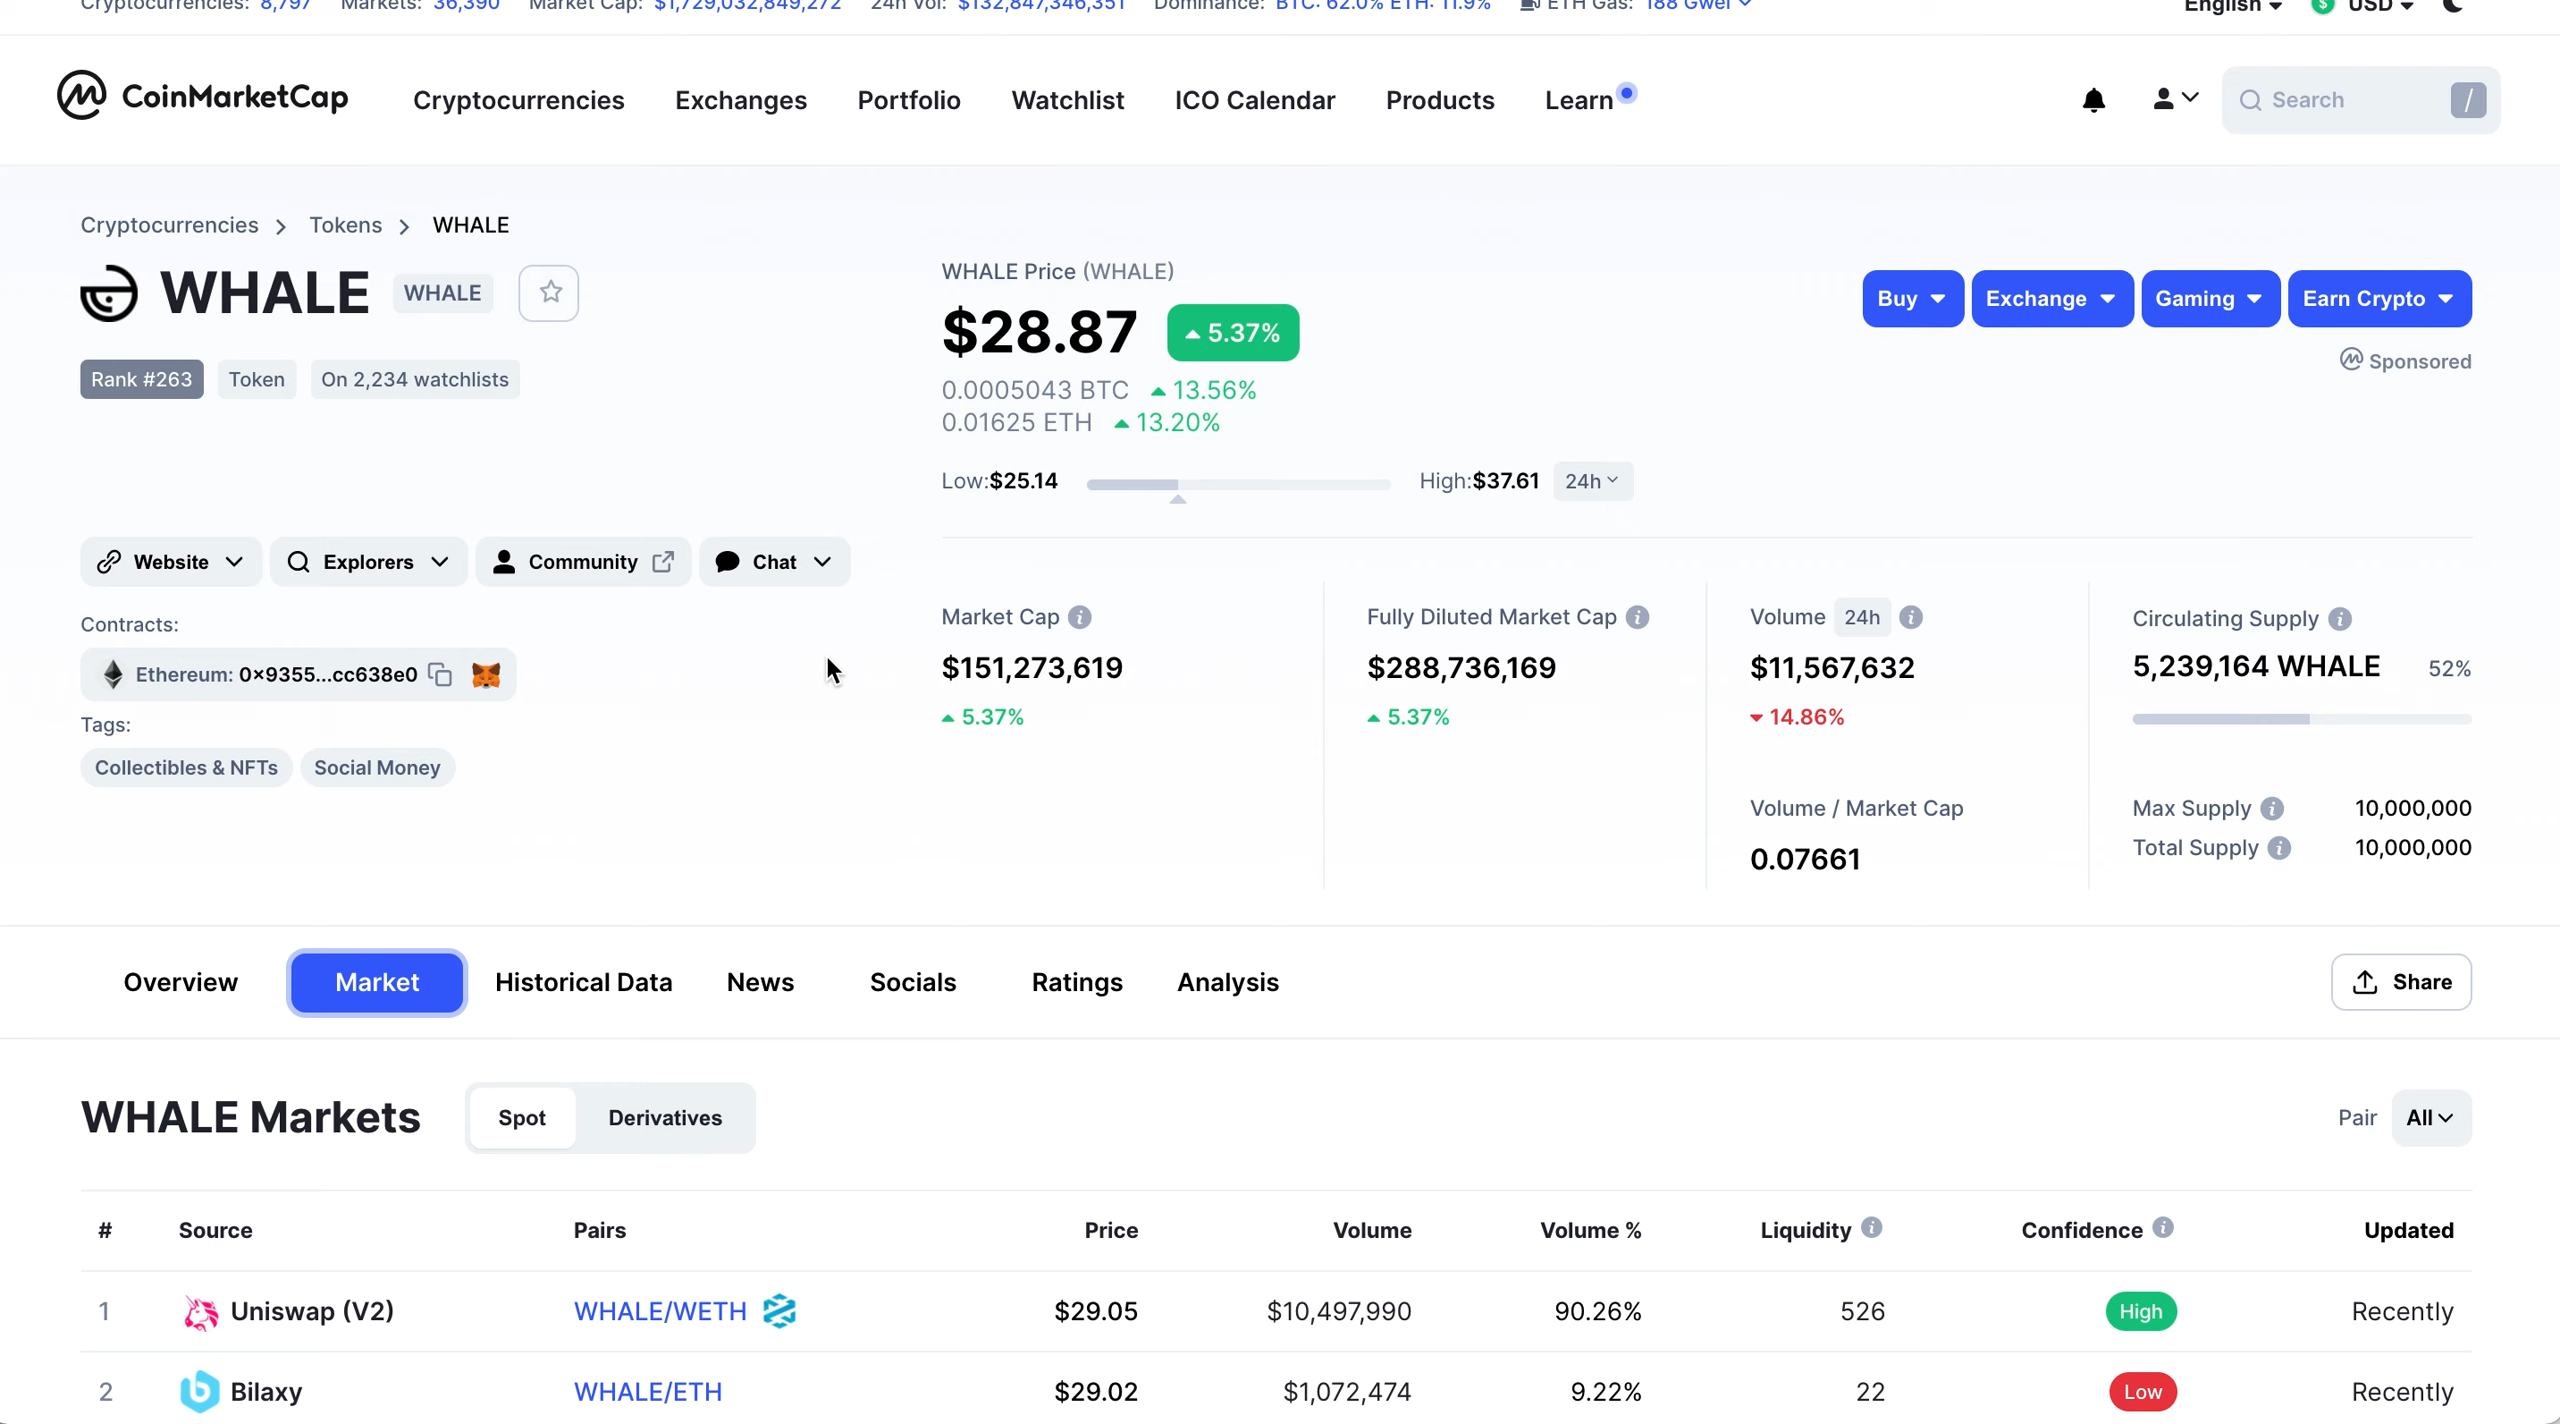 Cryptocurrencies: 8,797 Markets: 36,390 Market Cap: $1,729,032,849,272 24h Vol: $132,847,346,351 Dominance: BTC: 62.0% ETH: 11.9% ETH Gas: 188 Gwei English USD
CoinMarketCap Cryptocurrencies Exchanges Portfolio Watchlist ICO Calendar Products Learn Search /
Cryptocurrencies > Tokens > WHALE
WHALE WHALE
Rank #263 Token On 2,234 watchlists
WHALE Price (WHALE)
$28.87 5.37%
0.0005043 BTC 13.56%
0.01625 ETH 13.20%
Low:$25.14 High:$37.61 24h
Buy Exchange Gaming Earn Crypto
Sponsored
Website Explorers Community Chat
Contracts:
Ethereum: 0x9355...cc638e0
Tags:
Collectibles & NFTs Social Money
Market Cap
$151,273,619
5.37%
Fully Diluted Market Cap
$288,736,169
5.37%
Volume 24h
$11,567,632
14.86%
Volume / Market Cap
0.07661
Circulating Supply
5,239,164 WHALE 52%
Max Supply 10,000,000
Total Supply 10,000,000
Overview Market Historical Data News Socials Ratings Analysis Share
WHALE Markets Spot Derivatives Pair All
# Source Pairs Price Volume Volume % Liquidity Confidence Updated
1 Uniswap (V2) WHALE/WETH $29.05 $10,497,990 90.26% 526 High Recently
2 Bilaxy WHALE/ETH $29.02 $1,072,474 9.22% 22 Low Recently